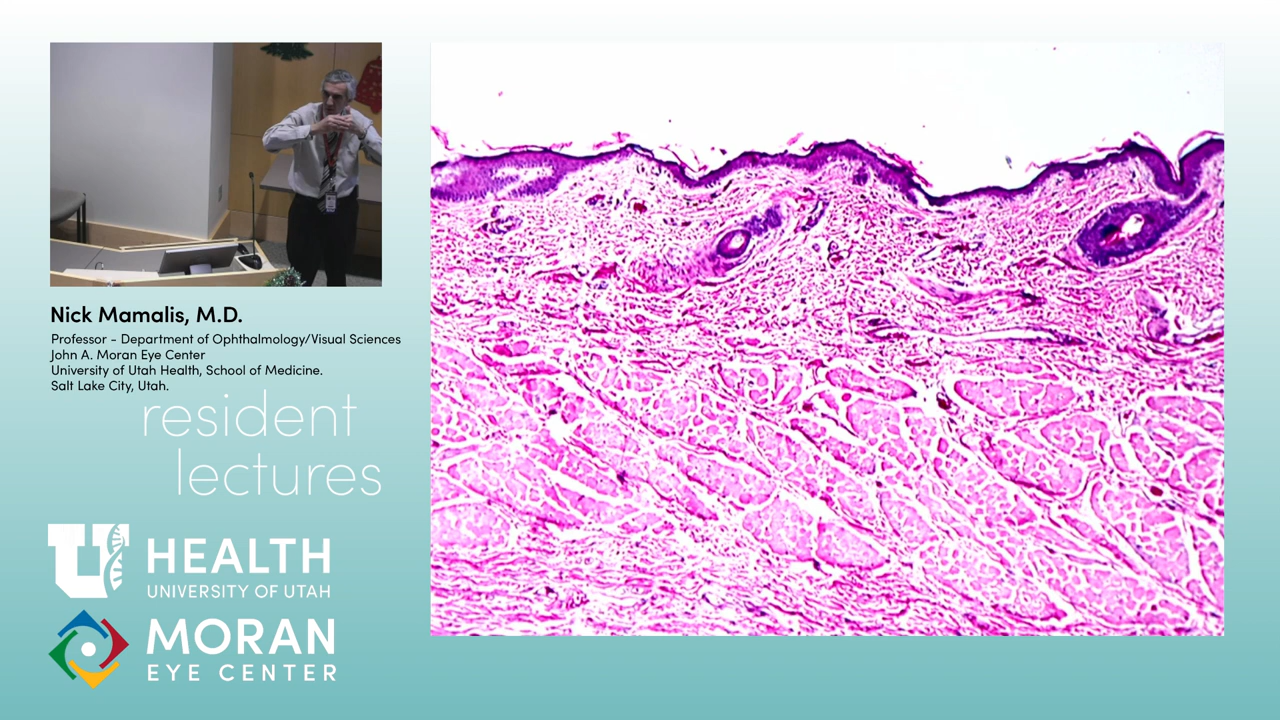 Nick Mamalis, M.D.
Professor - Department of Ophthalmology/Visual Sciences
John A. Moran Eye Center
University of Utah Health, School of Medicine.
Salt Lake City, Utah.
resident
lectures
U HEALTH
UNIVERSITY OF UTAH
MORAN
EYE CENTER